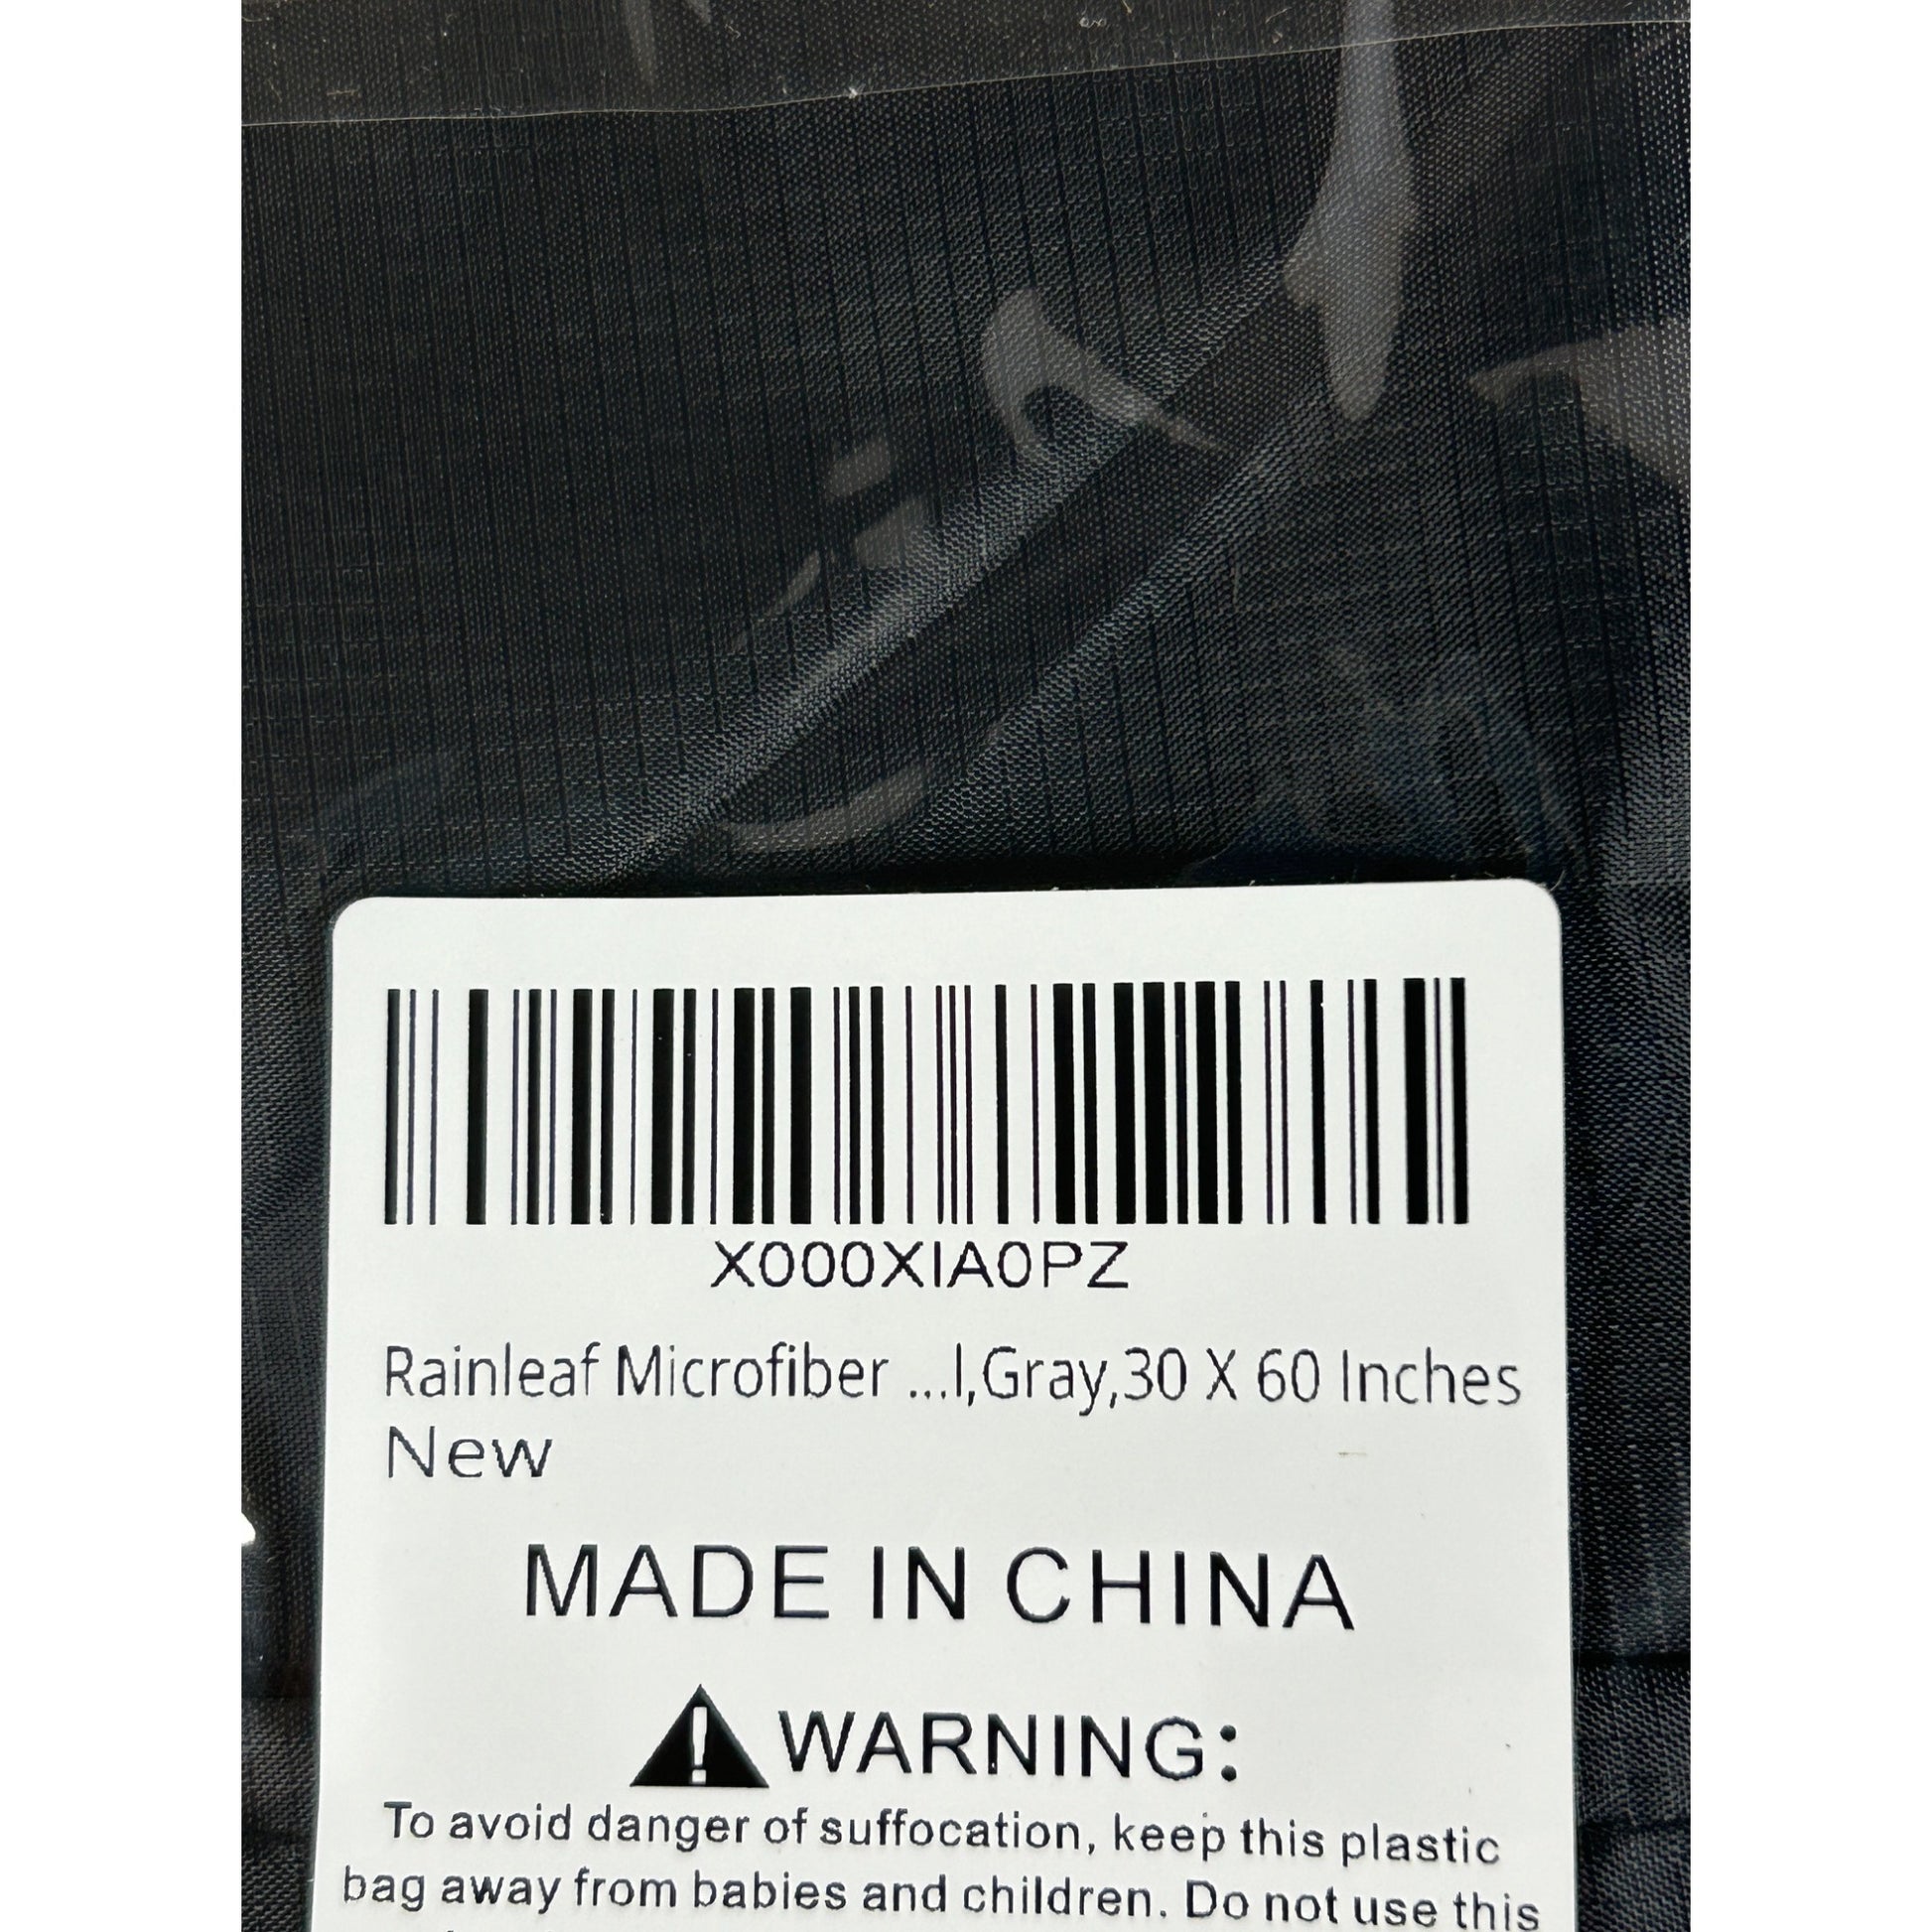 X000XIA0PZ
Rainleaf Microfiber ...l,Gray,30 X 60 Inches
New
MADE IN CHINA
WARNING:
To avoid danger of suffocation, keep this plastic
bag away from babies and children. Do not use this